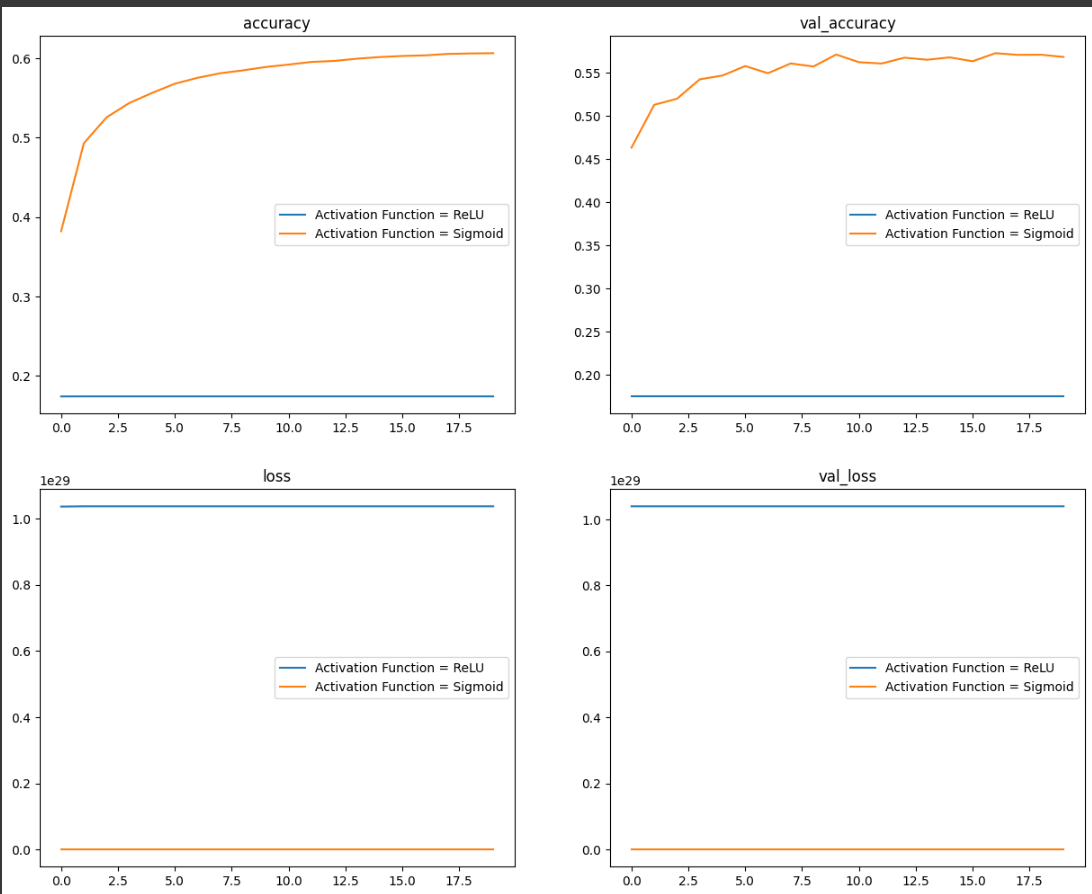 accuracy
0.6
0.5
0.4
0.3
0.2
Activation Function = ReLU
Activation Function = Sigmoid
0.0 2.5 5.0 7.5 10.0 12.5 15.0 17.5
val_accuracy
0.55
0.50
0.45
0.40
0.35
0.30
0.25
0.20
Activation Function = ReLU
Activation Function = Sigmoid
0.0 2.5 5.0 7.5 10.0 12.5 15.0 17.5
loss
1e29
1.0
0.8
0.6
0.4
0.2
0.0
Activation Function = ReLU
Activation Function = Sigmoid
0.0 2.5 5.0 7.5 10.0 12.5 15.0 17.5
val_loss
1e29
1.0
0.8
0.6
0.4
0.2
0.0
Activation Function = ReLU
Activation Function = Sigmoid
0.0 2.5 5.0 7.5 10.0 12.5 15.0 17.5